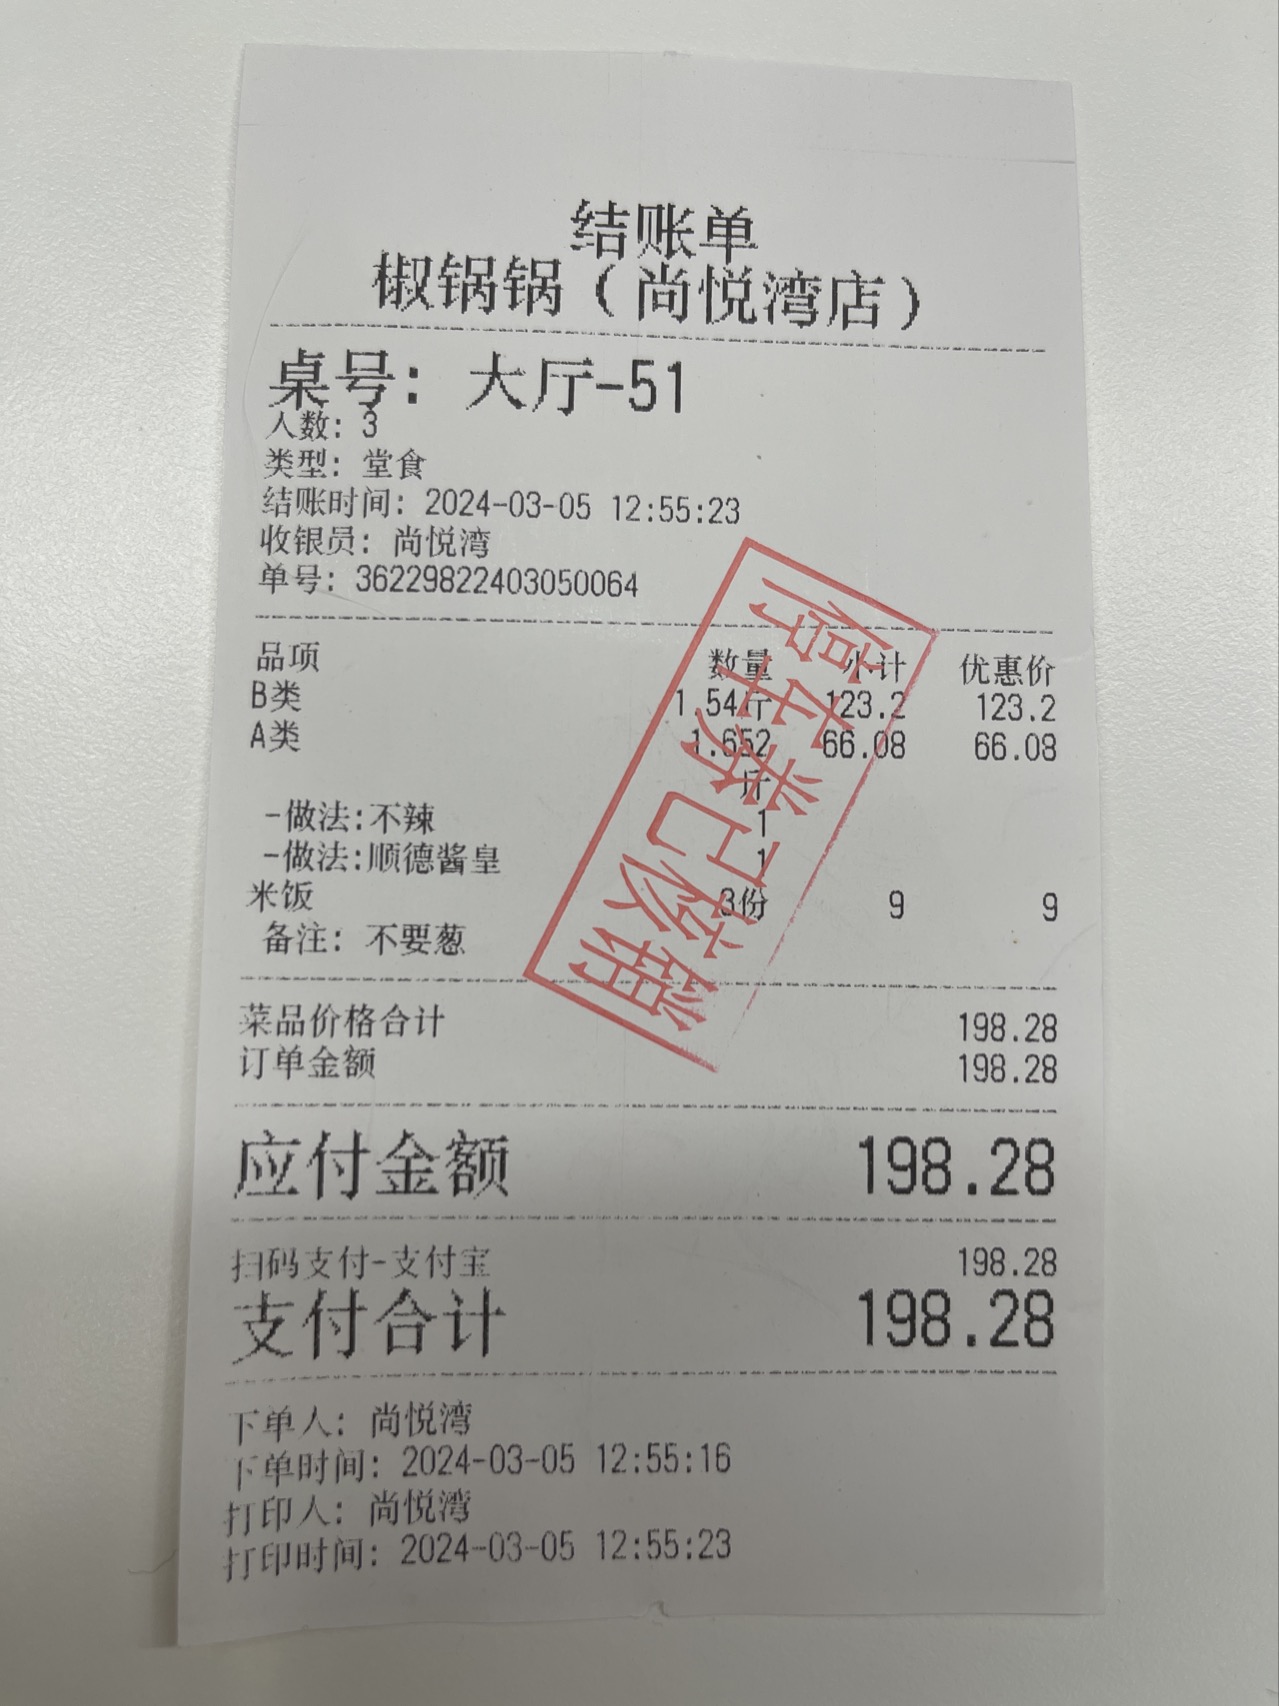 结账单
椒锅锅（尚悦湾店）
桌号: 大厅-51
人数: 3
类型: 堂食
结账时间: 2024-03-05 12:55:23
收银员: 尚悦湾
单号: 36229822403050064
品项 数量 小计 优惠价
B类 1.54斤 123.2 123.2
A类 1.652 66.08 66.08
斤
-做法:不辣 1
-做法:顺德酱皇 1
米饭 3份 9 9
备注: 不要葱
停车券已核销
菜品价格合计 198.28
订单金额 198.28
应付金额 198.28
扫码支付-支付宝 198.28
支付合计 198.28
下单人: 尚悦湾
下单时间: 2024-03-05 12:55:16
打印人: 尚悦湾
打印时间: 2024-03-05 12:55:23